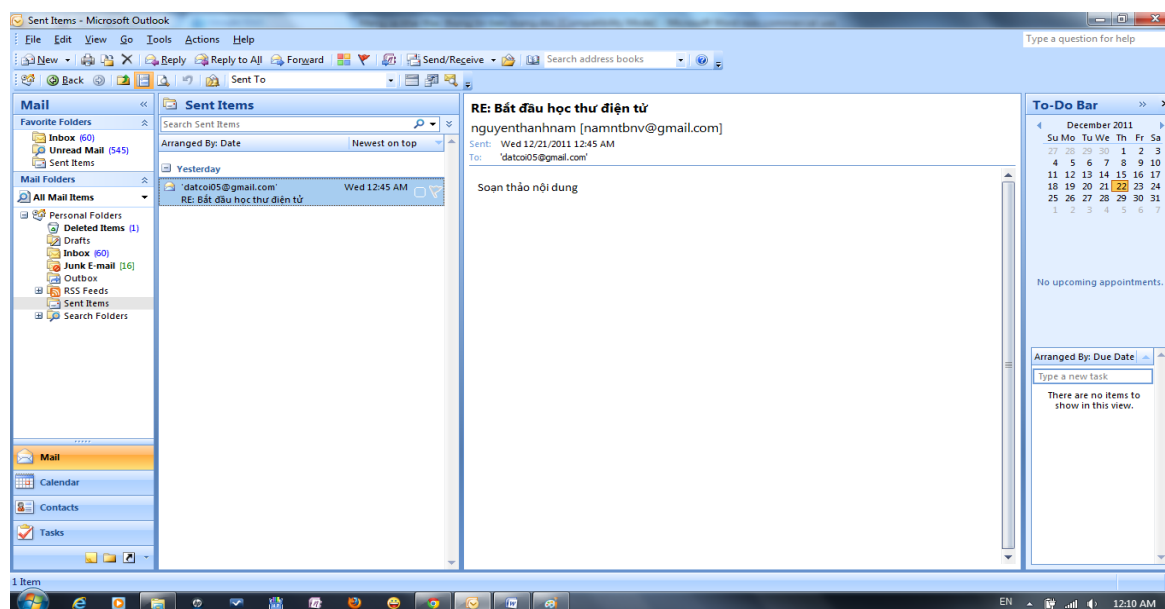 Sent Items - Microsoft Outlook
File Edit View Go Tools Actions Help
Type a question for help
New Reply Reply to All Forward Send/Receive Search address books
Back Sent To
Mail «
Favorite Folders
Inbox (60)
Unread Mail (545)
Sent Items
Mail Folders
All Mail Items
Personal Folders
Deleted Items (1)
Drafts
Inbox (60)
Junk E-mail [16]
Outbox
RSS Feeds
Sent Items
Search Folders
Mail
Calendar
Contacts
Tasks
Sent Items
Search Sent Items
Arranged By: Date Newest on top
Yesterday
'datcoi05@gmail.com' Wed 12:45 AM
RE: Bắt đầu học thư điện tử
RE: Bắt đầu học thư điện tử
nguyenthanhnam [namntbnv@gmail.com]
Sent: Wed 12/21/2011 12:45 AM
To: 'datcoi05@gmail.com'
Soạn thảo nội dung
To-Do Bar »
December 2011
Su Mo Tu We Th Fr Sa
27 28 29 30 1 2 3
4 5 6 7 8 9 10
11 12 13 14 15 16 17
18 19 20 21 22 23 24
25 26 27 28 29 30 31
1 2 3 4 5 6 7
No upcoming appointments.
Arranged By: Due Date
Type a new task
There are no items to
show in this view.
1 Item
EN 12:10 AM